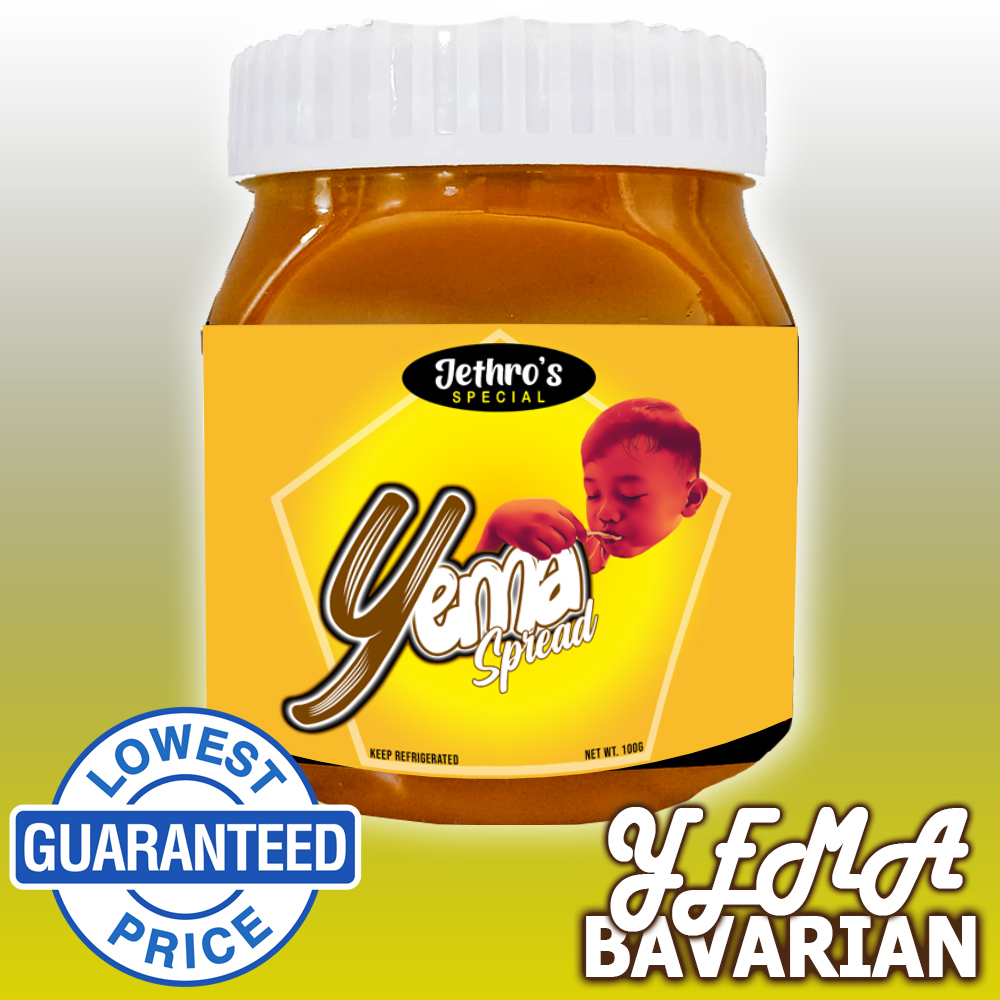 Jethro's
SPECIAL
Yema
Spread
KEEP REFRIGERATED
NET WT. 100G
LOWEST
GUARANTEED
PRICE
YEMA
BAVARIAN